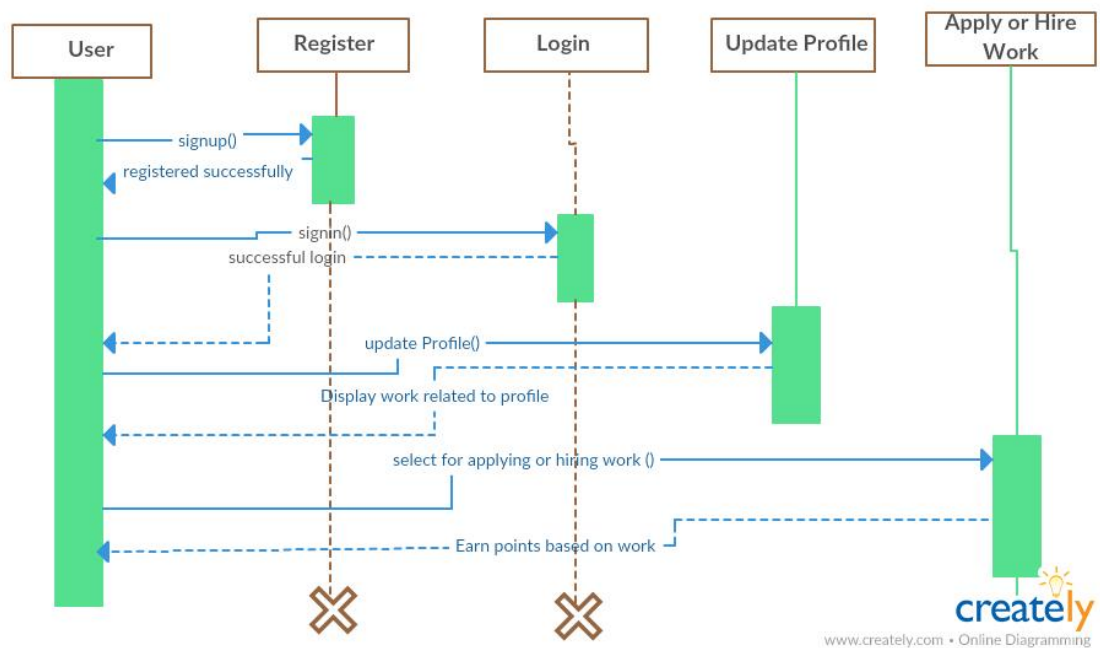 User
Register
Login
Update Profile
Apply or Hire
Work
signup()
registered successfully
signin()
successful login
update Profile()
Display work related to profile
select for applying or hiring work ()
Earn points based on work
creately
www.creately.com • Online Diagramming